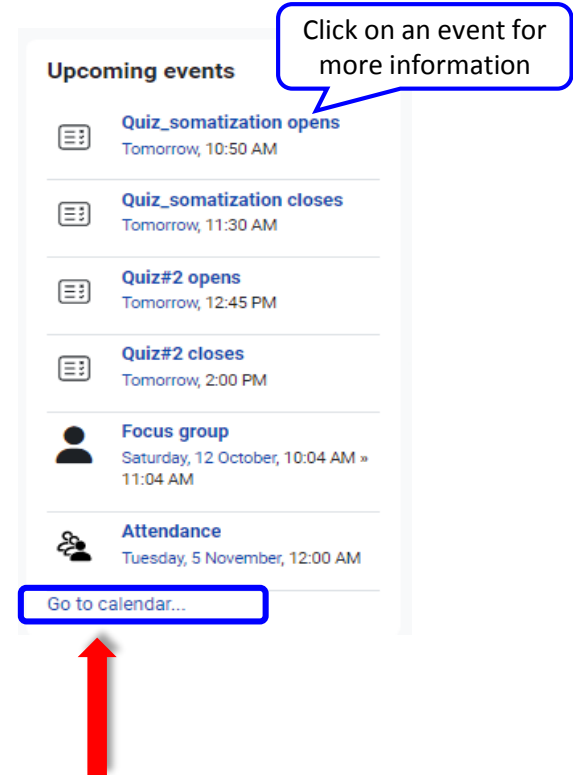 Click on an event for
more information
Upcoming events
Quiz_somatization opens
Tomorrow, 10:50 AM
Quiz_somatization closes
Tomorrow, 11:30 AM
Quiz#2 opens
Tomorrow, 12:45 PM
Quiz#2 closes
Tomorrow, 2:00 PM
Focus group
Saturday, 12 October, 10:04 AM »
11:04 AM
Attendance
Tuesday, 5 November, 12:00 AM
Go to calendar...